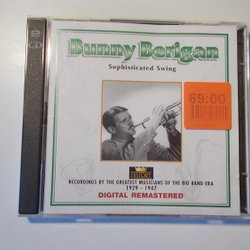 2 CD
Bunny Berigan
Sophisticated Swing
69:00
RECORDINGS BY THE GREATEST MUSICIANS OF THE BIG BAND ERA
1929 - 1947
DIGITAL REMASTERED